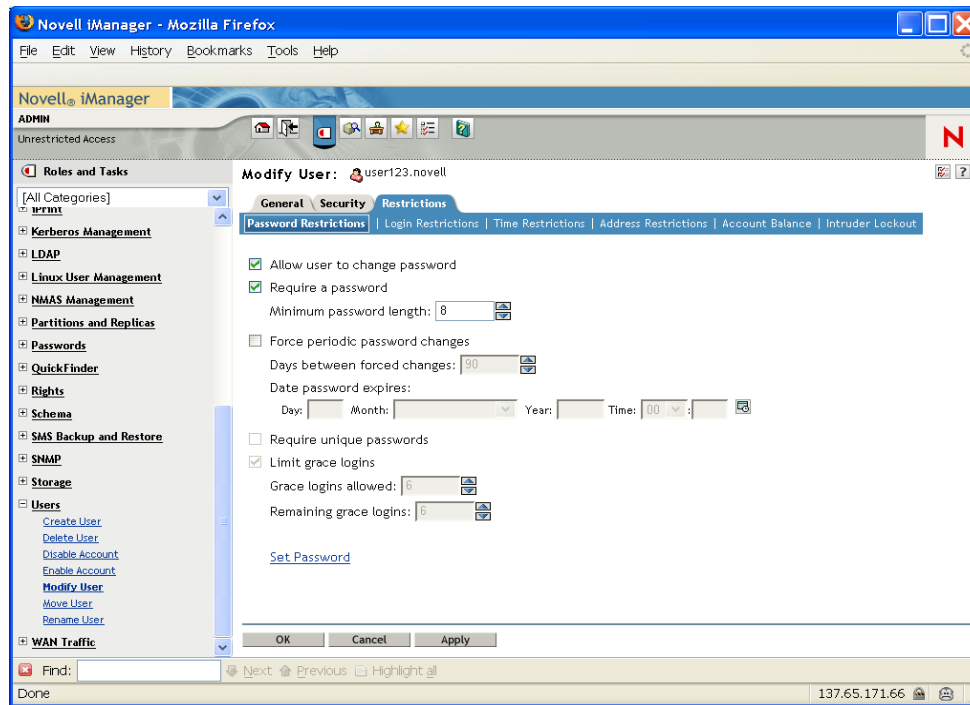 Novell iManager - Mozilla Firefox
File Edit View History Bookmarks Tools Help
Novell® iManager
ADMIN
Unrestricted Access
N
Roles and Tasks
[All Categories]
iPrint
Kerberos Management
LDAP
Linux User Management
NMAS Management
Partitions and Replicas
Passwords
QuickFinder
Rights
Schema
SMS Backup and Restore
SNMP
Storage
Users
Create User
Delete User
Disable Account
Enable Account
Modify User
Move User
Rename User
WAN Traffic
Modify User: user123.novell
?
General Security Restrictions
Password Restrictions | Login Restrictions | Time Restrictions | Address Restrictions | Account Balance | Intruder Lockout
Allow user to change password
Require a password
Minimum password length: 8
Force periodic password changes
Days between forced changes: 90
Date password expires:
Day: Month: Year: Time: 00 :
Require unique passwords
Limit grace logins
Grace logins allowed: 6
Remaining grace logins: 6
Set Password
OK Cancel Apply
Find: Next Previous Highlight all
Done 137.65.171.66